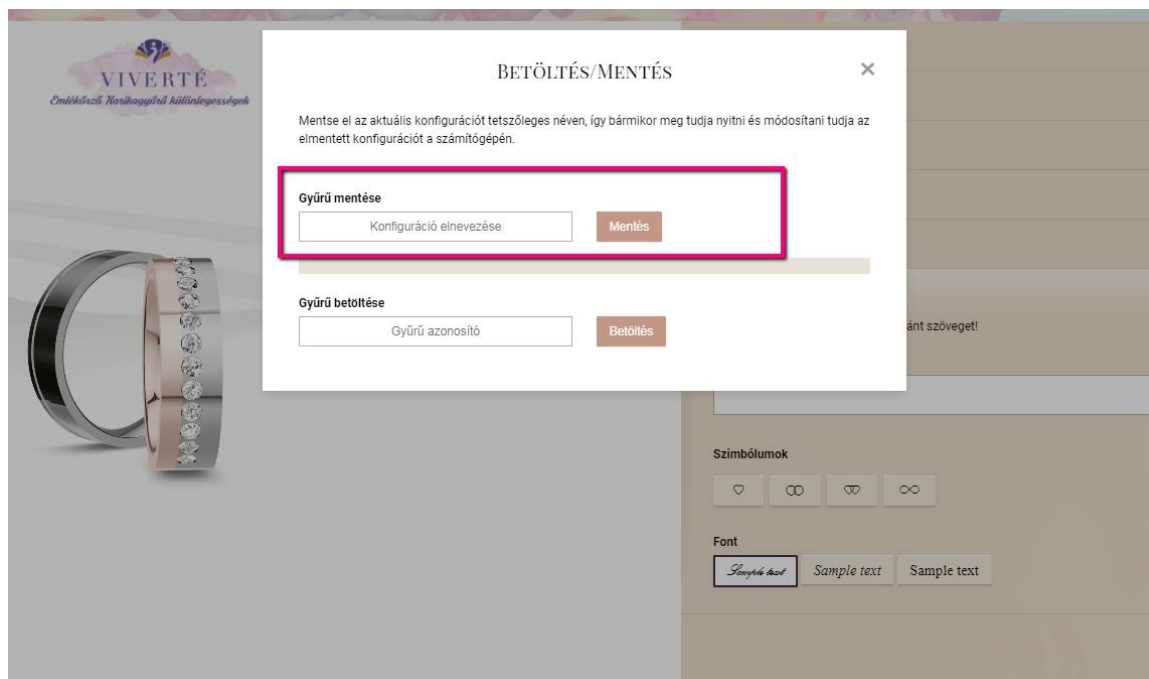 VIVERTÉ
Emlékőrző Karikagyűrű különlegességek
BETÖLTÉS/MENTÉS
×
Mentse el az aktuális konfigurációt tetszőleges néven, így bármikor meg tudja nyitni és módosítani tudja az
elmentett konfigurációt a számítógépén.
Gyűrű mentése
Konfiguráció elnevezése
Mentés
Gyűrű betöltése
Gyűrű azonosító
Betöltés
ánt szöveget!
Szimbólumok
Font
Sample text
Sample text
Sample text